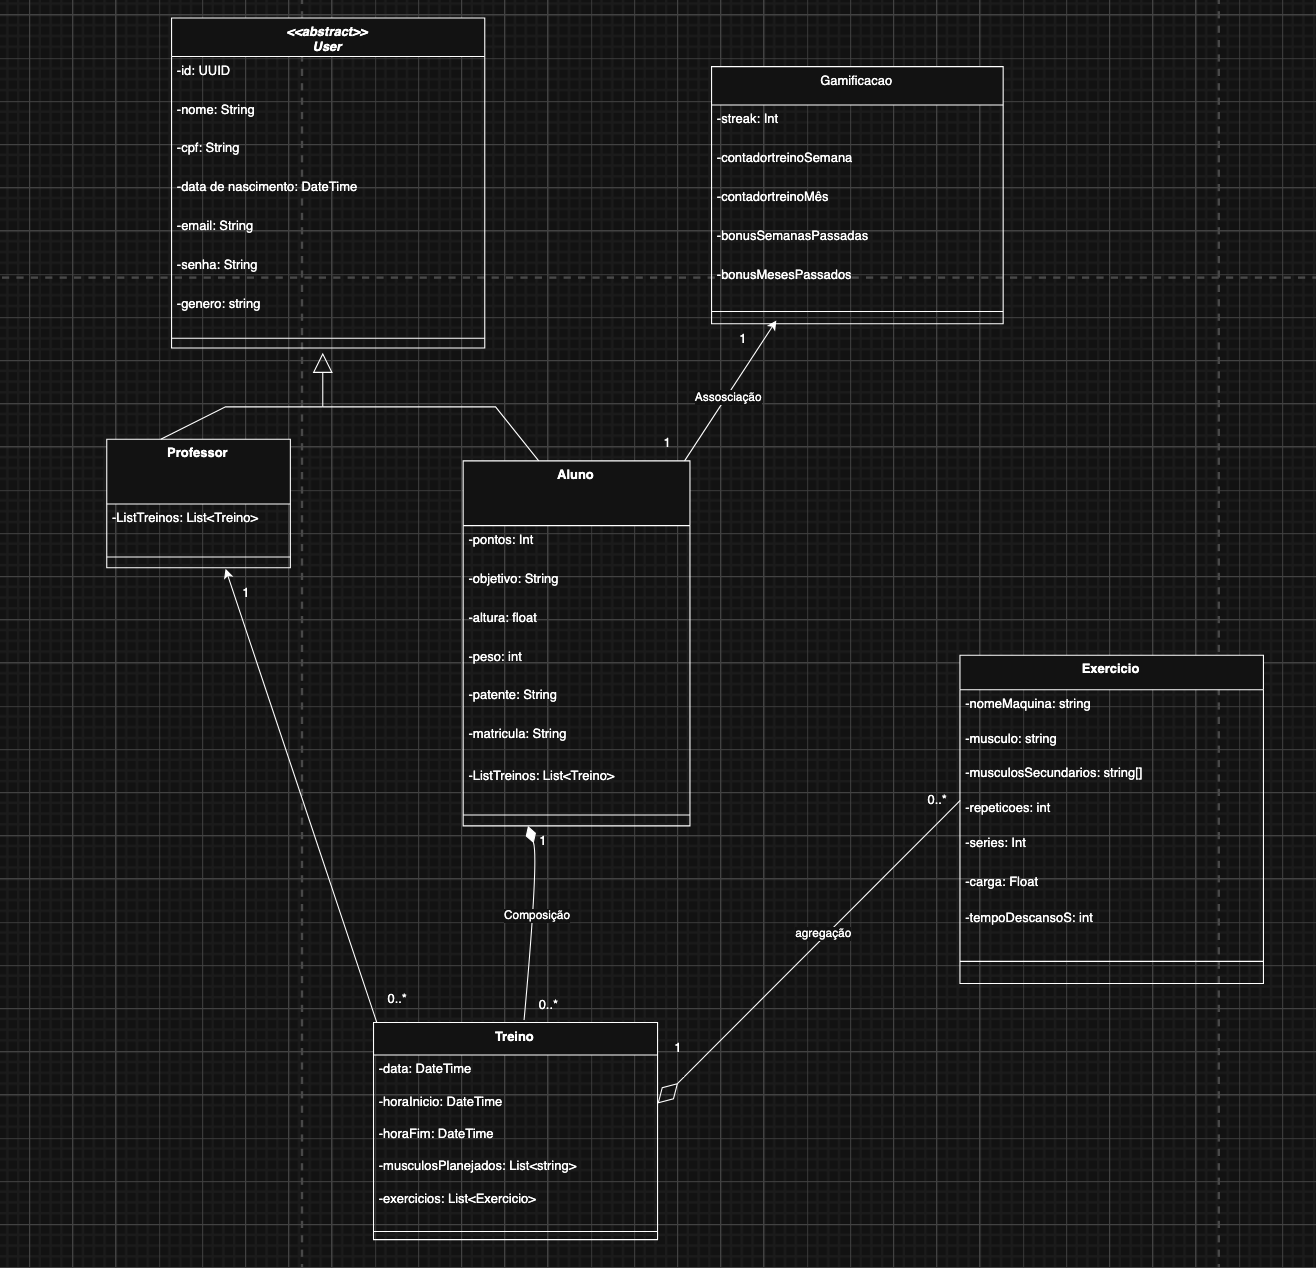 <<abstract>>
User
-id: UUID
-nome: String
-cpf: String
-data de nascimento: DateTime
-email: String
-senha: String
-genero: string
Gamificacao
-streak: Int
-contadortreinoSemana
-contadortreinoMês
-bonusSemanasPassadas
-bonusMesesPassados
1
Assosciação
1
Professor
-ListTreinos: List<Treino>
1
Aluno
-pontos: Int
-objetivo: String
-altura: float
-peso: int
-patente: String
-matricula: String
-ListTreinos: List<Treino>
1
Composição
0..*
0..*
Exercicio
-nomeMaquina: string
-musculo: string
-musculosSecundarios: string[]
-repeticoes: int
-series: Int
-carga: Float
-tempoDescansoS: int
0..*
agregação
1
Treino
-data: DateTime
-horaInicio: DateTime
-horaFim: DateTime
-musculosPlanejados: List<string>
-exercicios: List<Exercicio>